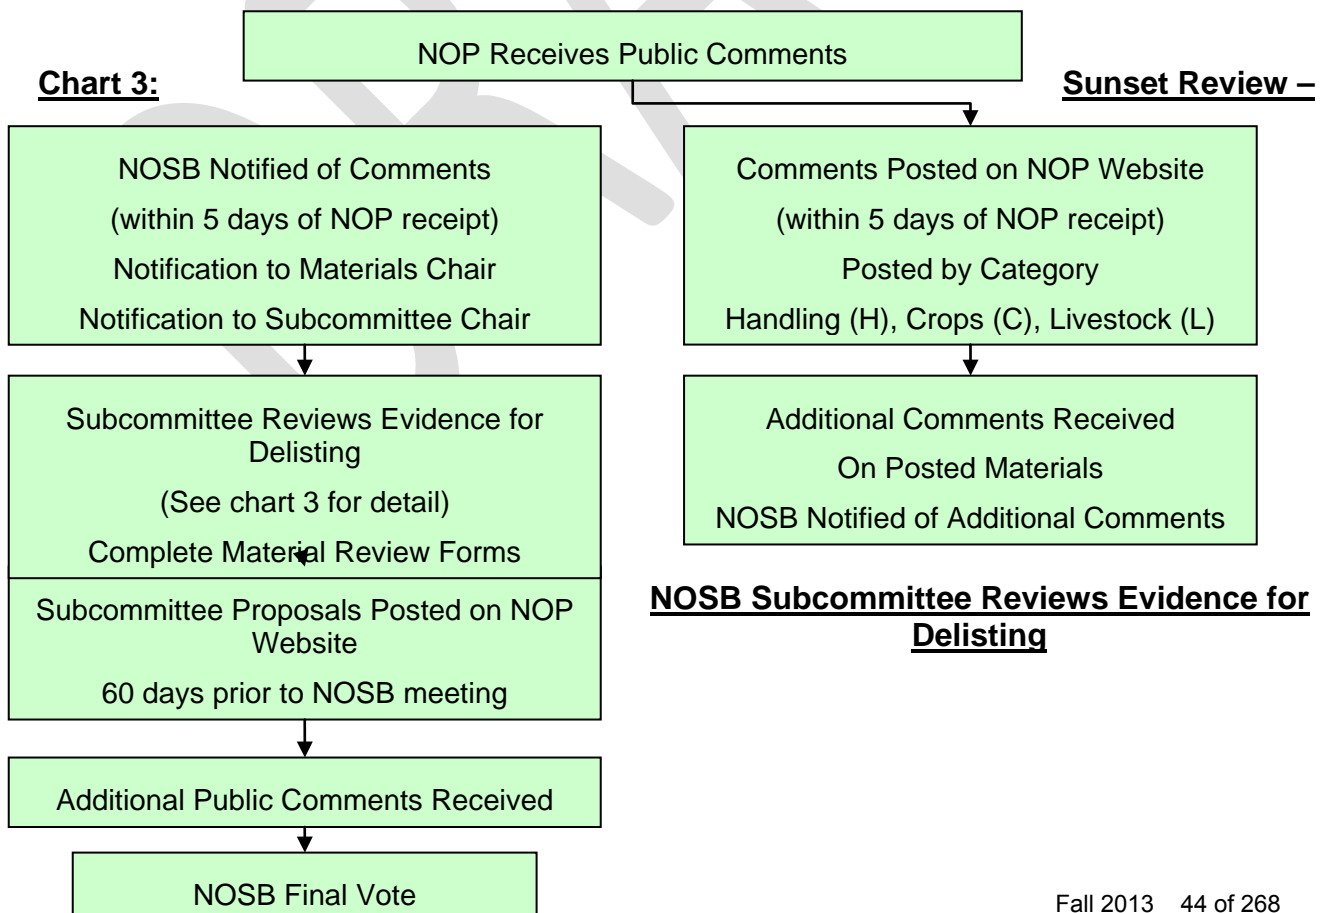 NOP Receives Public Comments
Chart 3:
Sunset Review –
NOSB Notified of Comments
(within 5 days of NOP receipt)
Notification to Materials Chair
Notification to Subcommittee Chair
Comments Posted on NOP Website
(within 5 days of NOP receipt)
Posted by Category
Handling (H), Crops (C), Livestock (L)
Subcommittee Reviews Evidence for
Delisting
(See chart 3 for detail)
Complete Material Review Forms
Additional Comments Received
On Posted Materials
NOSB Notified of Additional Comments
Subcommittee Proposals Posted on NOP
Website
60 days prior to NOSB meeting
NOSB Subcommittee Reviews Evidence for
Delisting
Additional Public Comments Received
NOSB Final Vote
Fall 2013 44 of 268